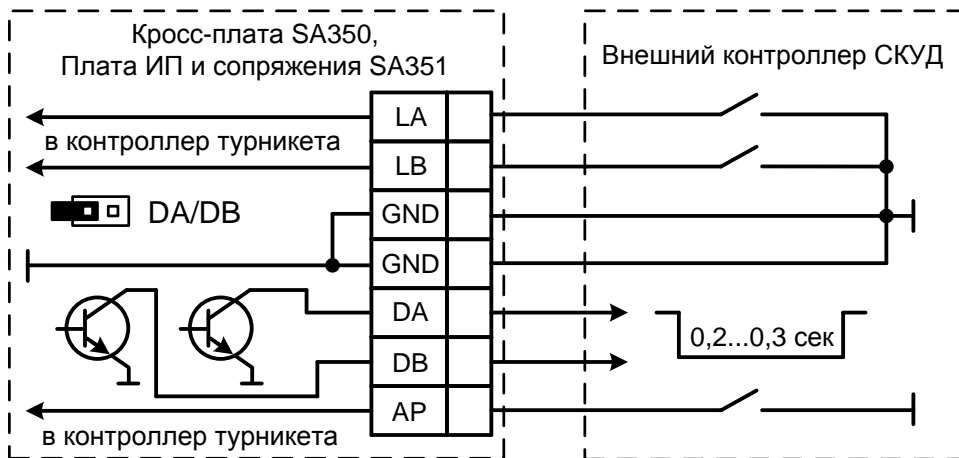 Кросс-плата SA350,
Плата ИП и сопряжения SA351
Внешний контроллер СКУД
LA
в контроллер турникета
LB
DA/DB
GND
GND
DA
0,2...0,3 сек
DB
AP
в контроллер турникета